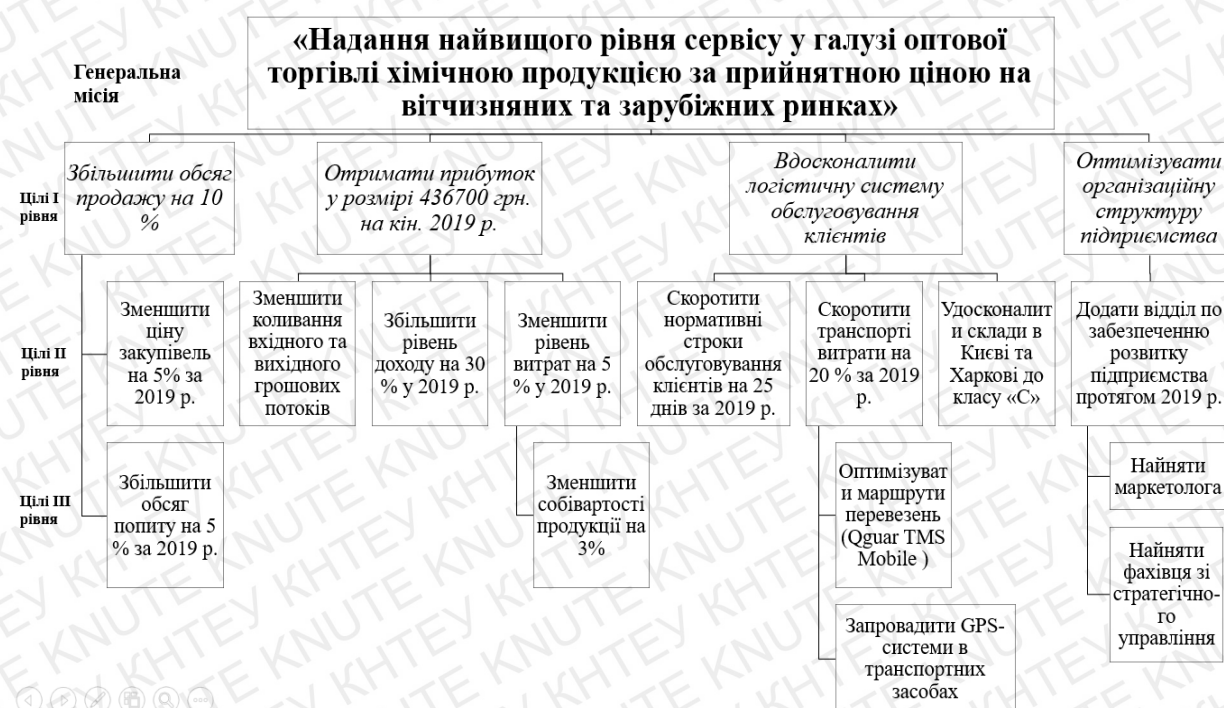 «Надання найвищого рівня сервісу у галузі оптової
торгівлі хімічною продукцією за прийнятною ціною на
вітчизняних та зарубіжних ринках»
Генеральна
місія
Цілі І
рівня
Збільшити обсяг
продажу на 10
%
Отримати прибуток
у розмірі 436700 грн.
на кін. 2019 р.
Вдосконалити
логістичну систему
обслуговування
клієнтів
Оптимізувати
організаційну
структуру
підприємства
Цілі ІІ
рівня
Зменшити
ціну
закупівель
на 5% за
2019 р.
Зменшити
коливання
вхідного та
вихідного
грошових
потоків
Збільшити
рівень
доходу на 30
% у 2019 р.
Зменшити
рівень
витрат на 5
% у 2019 р.
Скоротити
нормативні
строки
обслуговування
клієнтів на 25
днів за 2019 р.
Скоротити
транспорті
витрати на
20 % за 2019
р.
Удосконалит
и склади в
Києві та
Харкові до
класу «С»
Додати відділ по
забезпеченню
розвитку
підприємства
протягом 2019 р.
Цілі ІІІ
рівня
Збільшити
обсяг
попиту на 5
% за 2019 р.
Зменшити
собівартості
продукції на
3%
Оптимізуват
и маршрути
перевезень
(Qguar TMS
Mobile )
Запровадити GPS-
системи в
транспортних
засобах
Найняти
маркетолога
Найняти
фахівця зі
стратегічно-
го
управління